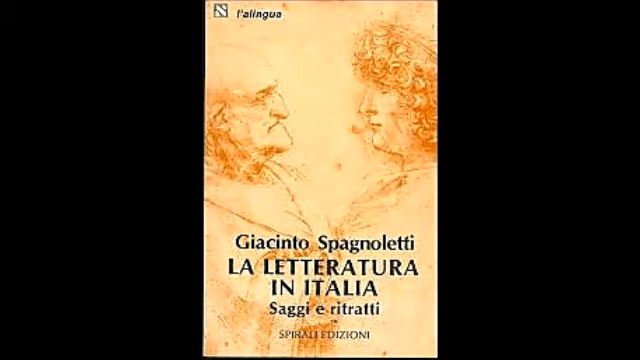 l'alingua
Giacinto Spagnoletti
LA LETTERATURA
IN ITALIA
Saggi e ritratti
SPIRALI EDIZIONI